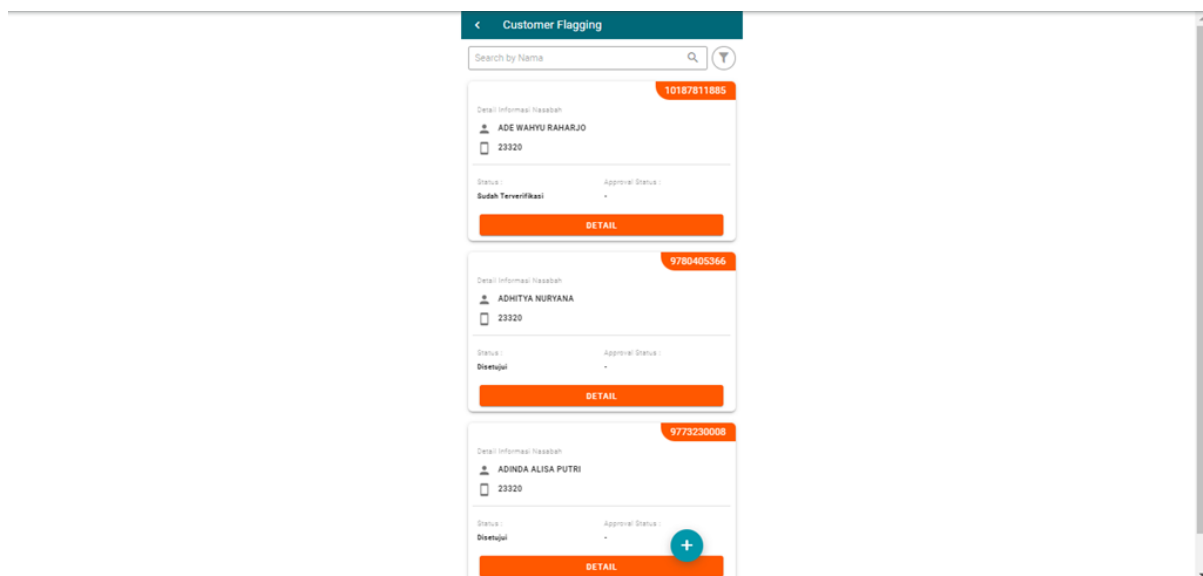 Customer Flagging
Search by Nama
10187811885
Detail Informasi Nasabah
ADE WAHYU RAHARJO
23320
Status : Approval Status :
Sudah Terverifikasi -
DETAIL
9780405366
Detail Informasi Nasabah
ADHITYA NURYANA
23320
Status : Approval Status :
Disetujui -
DETAIL
9773230008
Detail Informasi Nasabah
ADINDA ALISA PUTRI
23320
Status : Approval Status :
Disetujui -
+
DETAIL